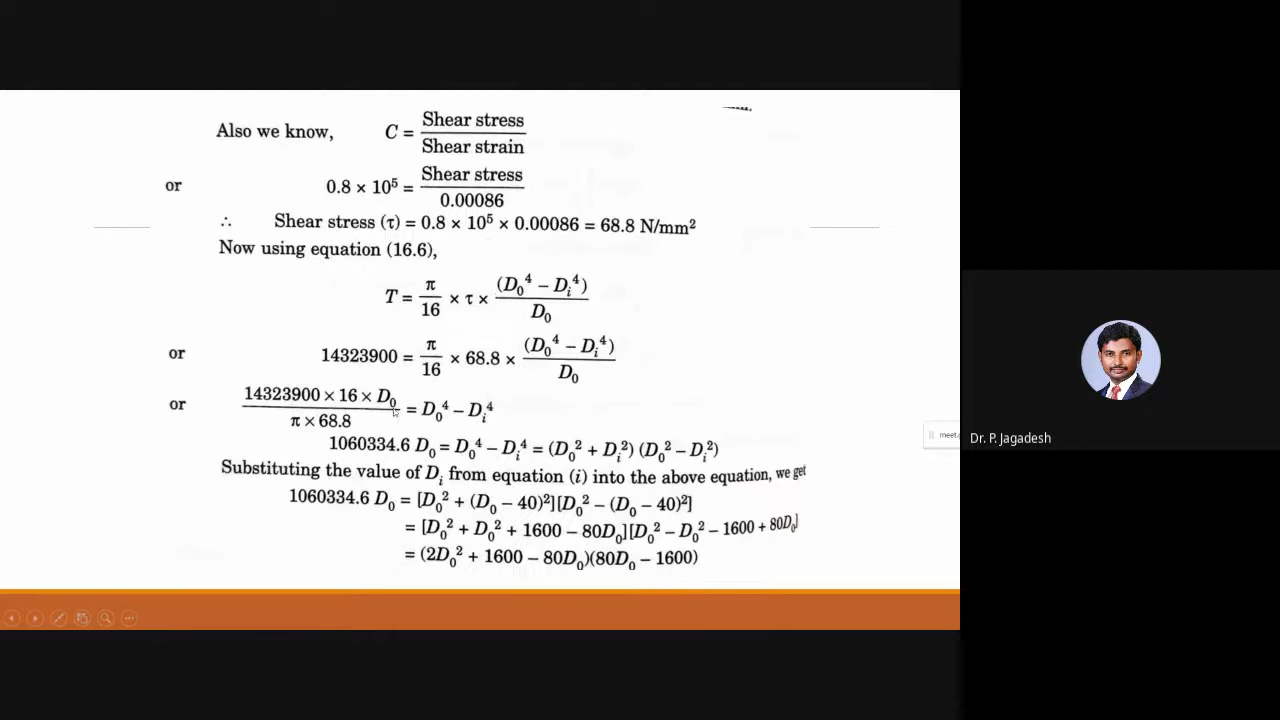 Also we know, C = Shear stress / Shear strain
or 0.8 × 10⁵ = Shear stress / 0.00086
∴ Shear stress (τ) = 0.8 × 10⁵ × 0.00086 = 68.8 N/mm²
Now using equation (16.6),
T = π/16 × τ × (D₀⁴ − Dᵢ⁴) / D₀
or 14323900 = π/16 × 68.8 × (D₀⁴ − Dᵢ⁴) / D₀
or 14323900 × 16 × D₀ / π × 68.8 = D₀⁴ − Dᵢ⁴
1060334.6 D₀ = D₀⁴ − Dᵢ⁴ = (D₀² + Dᵢ²) (D₀² − Dᵢ²)
Substituting the value of Dᵢ from equation (i) into the above equation, we get
1060334.6 D₀ = [D₀² + (D₀ − 40)²][D₀² − (D₀ − 40)²]
= [D₀² + D₀² + 1600 − 80D₀][D₀² − D₀² − 1600 + 80D₀]
= (2D₀² + 1600 − 80D₀)(80D₀ − 1600)
meet.
Dr. P. Jagadesh